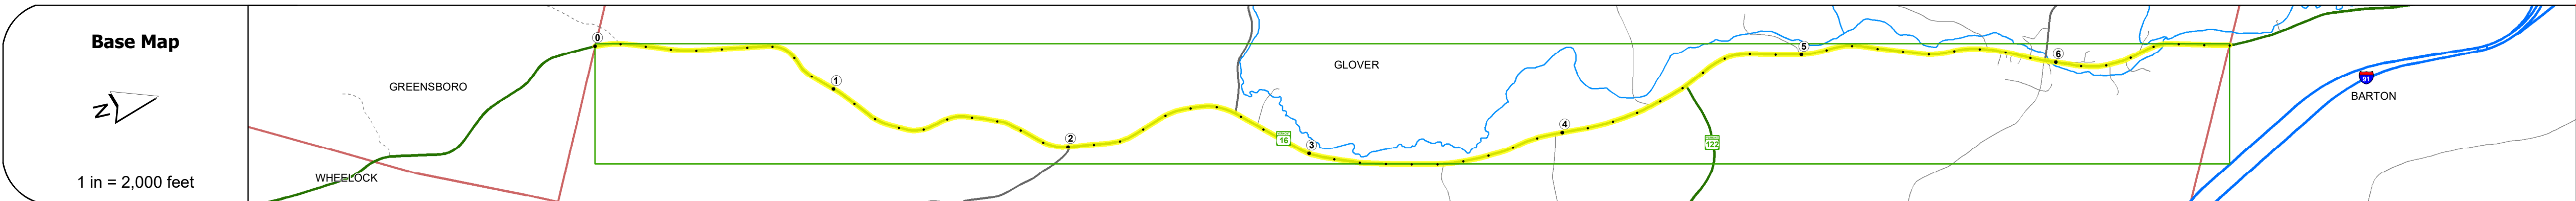 Base Map
N
1 in = 2,000 feet
GREENSBORO
WHEELOCK
GLOVER
BARTON
0
1
2
3
4
5
6
16
122
91